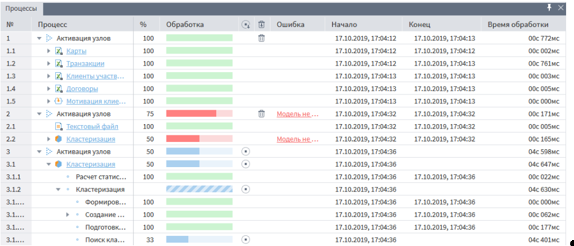 Процессы
№ Процесс % Обработка Ошибка Начало Конец Время обработки
1 Активация узлов 100 17.10.2019, 17:04:12 17.10.2019, 17:04:13 00с 772мс
1.1 Карты 100 17.10.2019, 17:04:12 17.10.2019, 17:04:12 00с 002мс
1.2 Транзакции 100 17.10.2019, 17:04:12 17.10.2019, 17:04:13 00с 761мс
1.3 Клиенты участв... 100 17.10.2019, 17:04:13 17.10.2019, 17:04:13 00с 003мс
1.4 Договоры 100 17.10.2019, 17:04:13 17.10.2019, 17:04:13 00с 000мс
1.5 Мотивация клие... 100 17.10.2019, 17:04:13 17.10.2019, 17:04:13 00с 000мс
2 Активация узлов 75 Модель не ... 17.10.2019, 17:04:32 17.10.2019, 17:04:32 00с 171мс
2.1 Текстовый файл 100 17.10.2019, 17:04:32 17.10.2019, 17:04:32 00с 005мс
2.2 Кластеризация 50 Модель не ... 17.10.2019, 17:04:32 17.10.2019, 17:04:32 00с 165мс
3 Активация узлов 50 17.10.2019, 17:04:36 04с 598мс
3.1 Кластеризация 50 17.10.2019, 17:04:36 04с 647мс
3.1.1 Расчет статис... 100 17.10.2019, 17:04:36 17.10.2019, 17:04:36 00с 022мс
3.1.2 Кластеризация 17.10.2019, 17:04:36 04с 630мс
3.1.... Формиров... 100 17.10.2019, 17:04:36 17.10.2019, 17:04:36 00с 000мс
3.1.... Создание ... 100 17.10.2019, 17:04:36 17.10.2019, 17:04:36 00с 062мс
3.1.... Подготовк... 100 17.10.2019, 17:04:36 17.10.2019, 17:04:36 00с 177мс
3.1.... Поиск кла... 33 17.10.2019, 17:04:36 04с 401мс